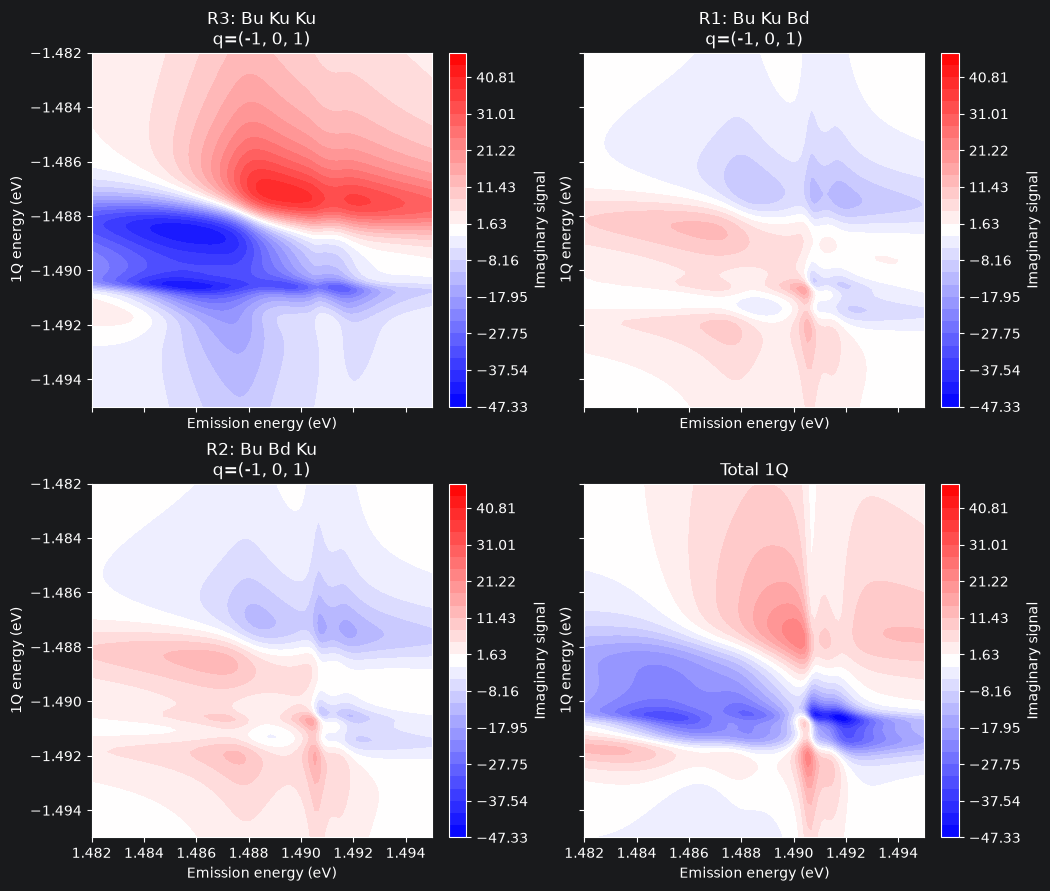 R3: Bu Ku Ku
q=(-1, 0, 1)
−1.482
−1.484
−1.486
−1.488
−1.490
−1.492
−1.494
1Q energy (eV)
Emission energy (eV)
40.81
31.01
21.22
11.43
1.63
−8.16
−17.95
−27.75
−37.54
−47.33
Imaginary signal
R1: Bu Ku Bd
q=(-1, 0, 1)
1Q energy (eV)
Emission energy (eV)
40.81
31.01
21.22
11.43
1.63
−8.16
−17.95
−27.75
−37.54
−47.33
Imaginary signal
R2: Bu Bd Ku
q=(-1, 0, 1)
−1.482
−1.484
−1.486
−1.488
−1.490
−1.492
−1.494
1Q energy (eV)
1.482 1.484 1.486 1.488 1.490 1.492 1.494
Emission energy (eV)
40.81
31.01
21.22
11.43
1.63
−8.16
−17.95
−27.75
−37.54
−47.33
Imaginary signal
Total 1Q
1Q energy (eV)
1.482 1.484 1.486 1.488 1.490 1.492 1.494
Emission energy (eV)
40.81
31.01
21.22
11.43
1.63
−8.16
−17.95
−27.75
−37.54
−47.33
Imaginary signal